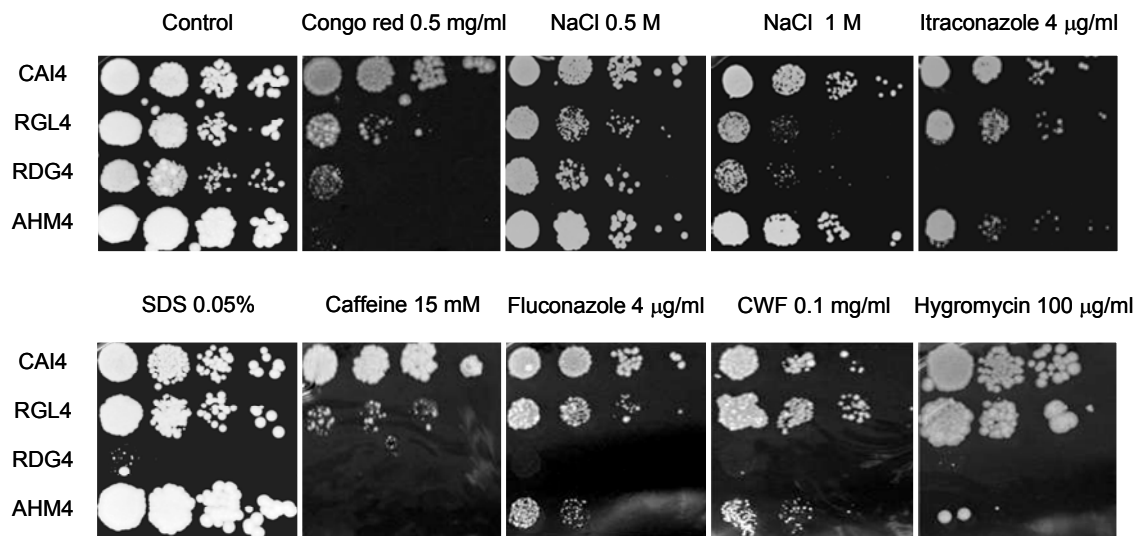 Control Congo red 0.5 mg/ml NaCl 0.5 M NaCl 1 M Itraconazole 4 μg/ml
CAI4
RGL4
RDG4
AHM4
SDS 0.05% Caffeine 15 mM Fluconazole 4 μg/ml CWF 0.1 mg/ml Hygromycin 100 μg/ml
CAI4
RGL4
RDG4
AHM4